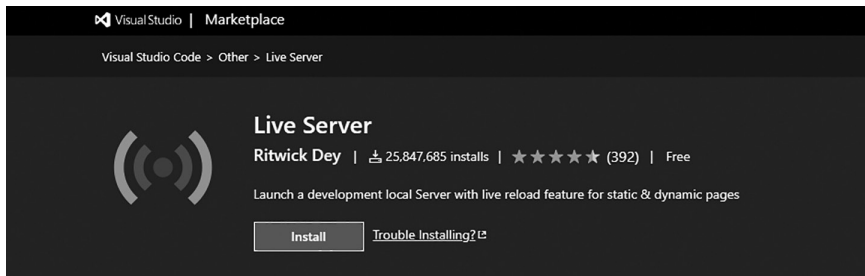 Visual Studio | Marketplace
Visual Studio Code > Other > Live Server
Live Server
Ritwick Dey | 25,847,685 installs | (392) | Free
Launch a development local Server with live reload feature for static & dynamic pages
Install Trouble Installing?